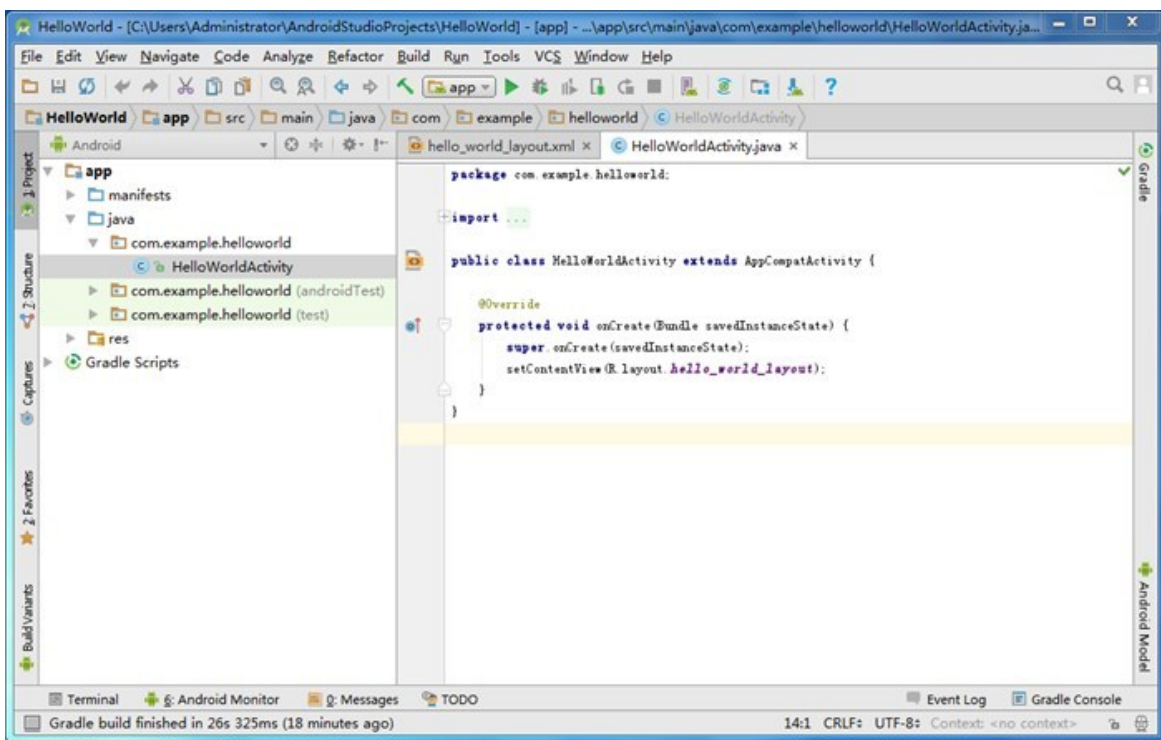 HelloWorld - [C:\Users\Administrator\AndroidStudioProjects\HelloWorld] - [app] - ...\app\src\main\java\com\example\helloworld\HelloWorldActivity.ja...
File Edit View Navigate Code Analyze Refactor Build Run Tools VCS Window Help
app
HelloWorld app src main java com example helloworld HelloWorldActivity
Android
hello_world_layout.xml HelloWorldActivity.java
1: Project
2: Structure
Captures
2: Favorites
Build Variants
app
manifests
java
com.example.helloworld
HelloWorldActivity
com.example.helloworld (androidTest)
com.example.helloworld (test)
res
Gradle Scripts
package com.example.helloworld;
import ...
public class HelloWorldActivity extends AppCompatActivity {
@Override
protected void onCreate(Bundle savedInstanceState) {
super.onCreate(savedInstanceState);
setContentView(R.layout.hello_world_layout);
}
}
Gradle
Android Model
Terminal 6: Android Monitor 0: Messages TODO Event Log Gradle Console
Gradle build finished in 26s 325ms (18 minutes ago) 14:1 CRLF÷ UTF-8÷ Context: <no context>